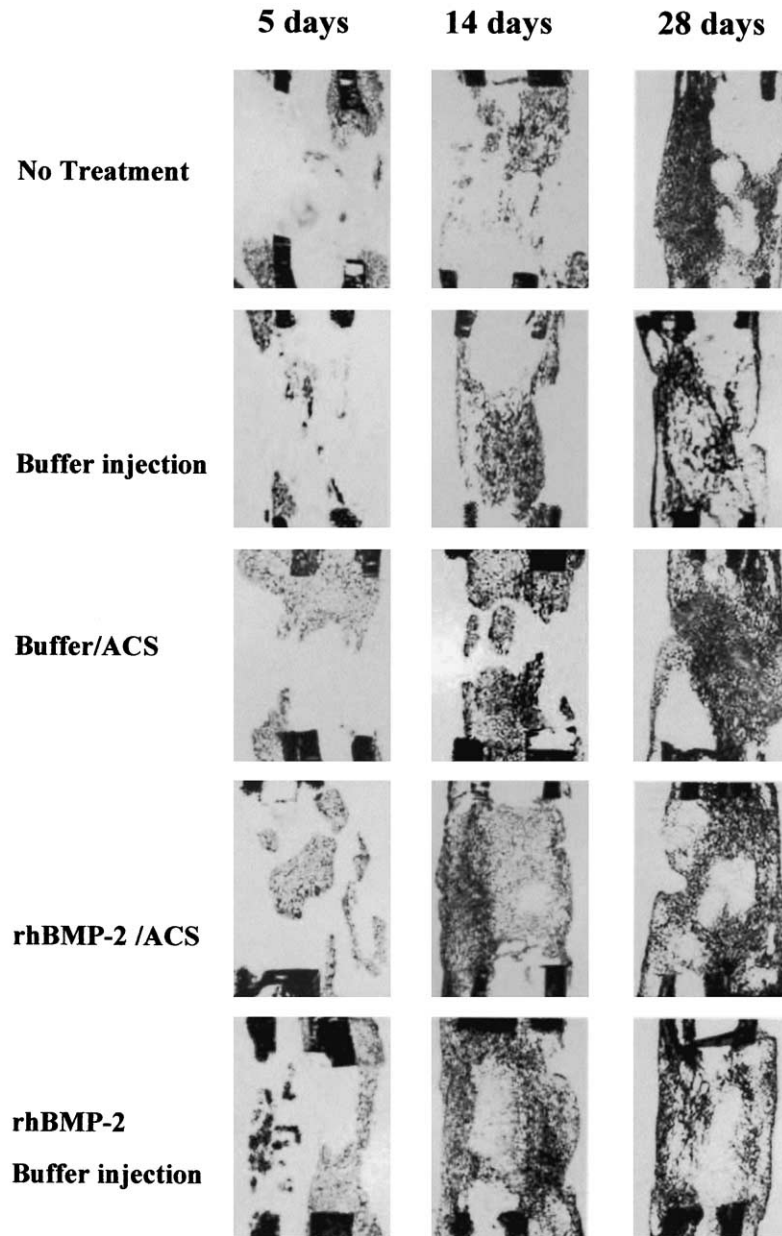 5 days 14 days 28 days
No Treatment
Buffer injection
Buffer/ACS
rhBMP-2 /ACS
rhBMP-2
Buffer injection